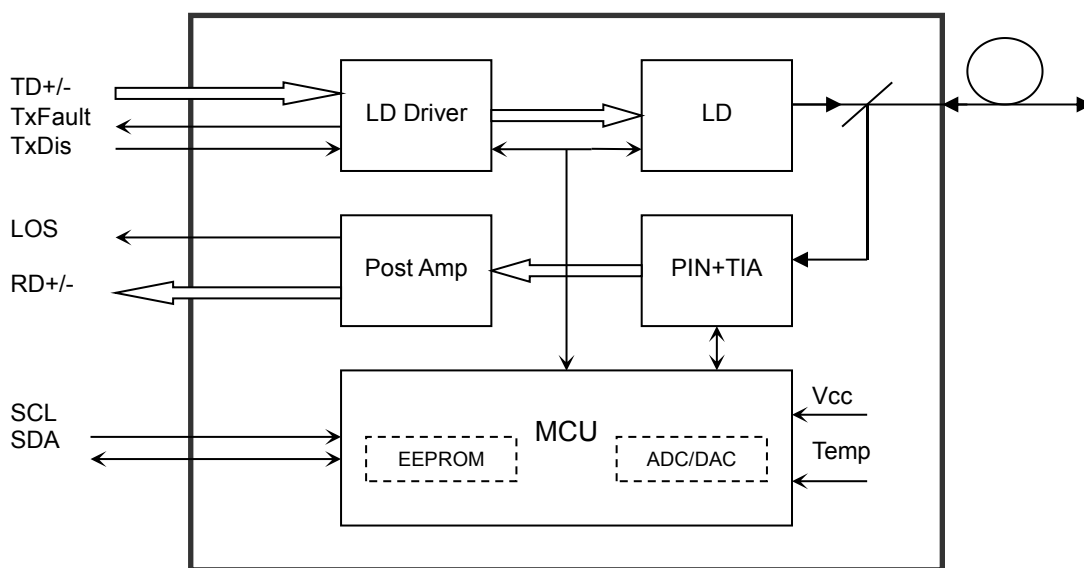 TD+/-
TxFault
TxDis
LD Driver
LD
LOS
RD+/-
Post Amp
PIN+TIA
SCL
SDA
MCU
EEPROM
ADC/DAC
Vcc
Temp